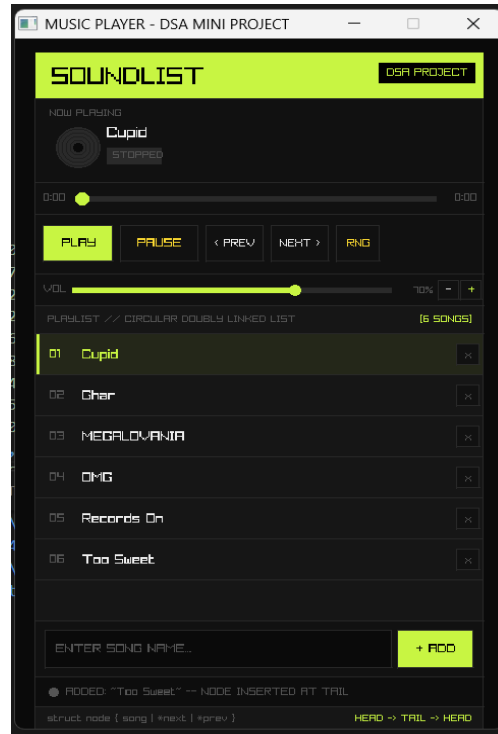 MUSIC PLAYER - DSA MINI PROJECT
SOUNDLIST
DSA PROJECT
NOW PLAYING
Cupid
STOPPED
0:00 0:00
PLAY PAUSE < PREV NEXT > RNG
VOL 70% - +
PLAYLIST // CIRCULAR DOUBLY LINKED LIST [6 SONGS]
01 Cupid x
02 Ghar x
03 MEGALOVANIA x
04 OMG x
05 Records On x
06 Too Sweet x
ENTER SONG NAME... + ADD
ADDED: "Too Sweet" -- NODE INSERTED AT TAIL
struct node { song | *next | *prev } HEAD -> TAIL -> HEAD